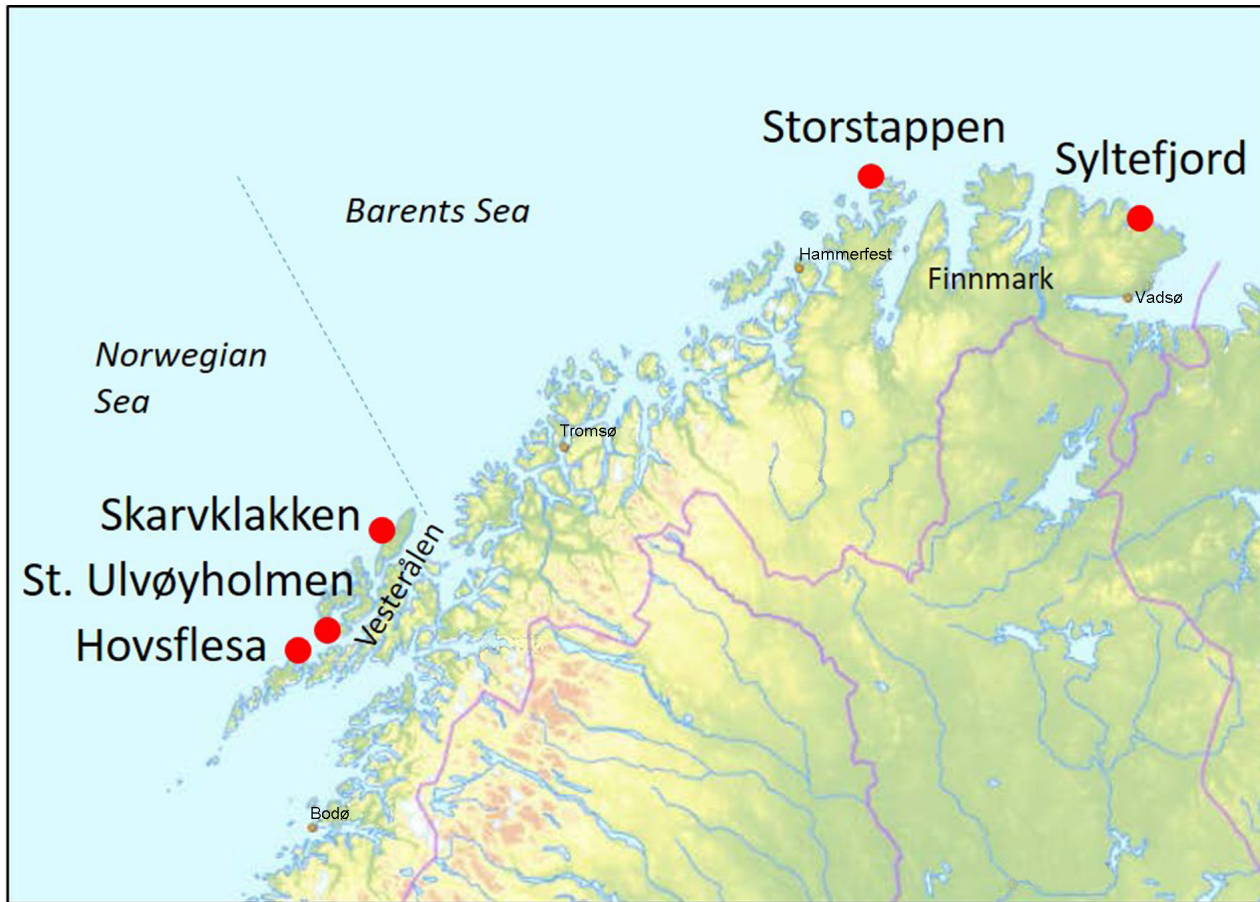 Storstappen
Syltefjord
Barents Sea
Hammerfest
Finnmark
Vadsø
Norwegian
Sea
Tromsø
Skarvklakken
St. Ulvøyholmen
Vesterålen
Hovsflesa
Bodø